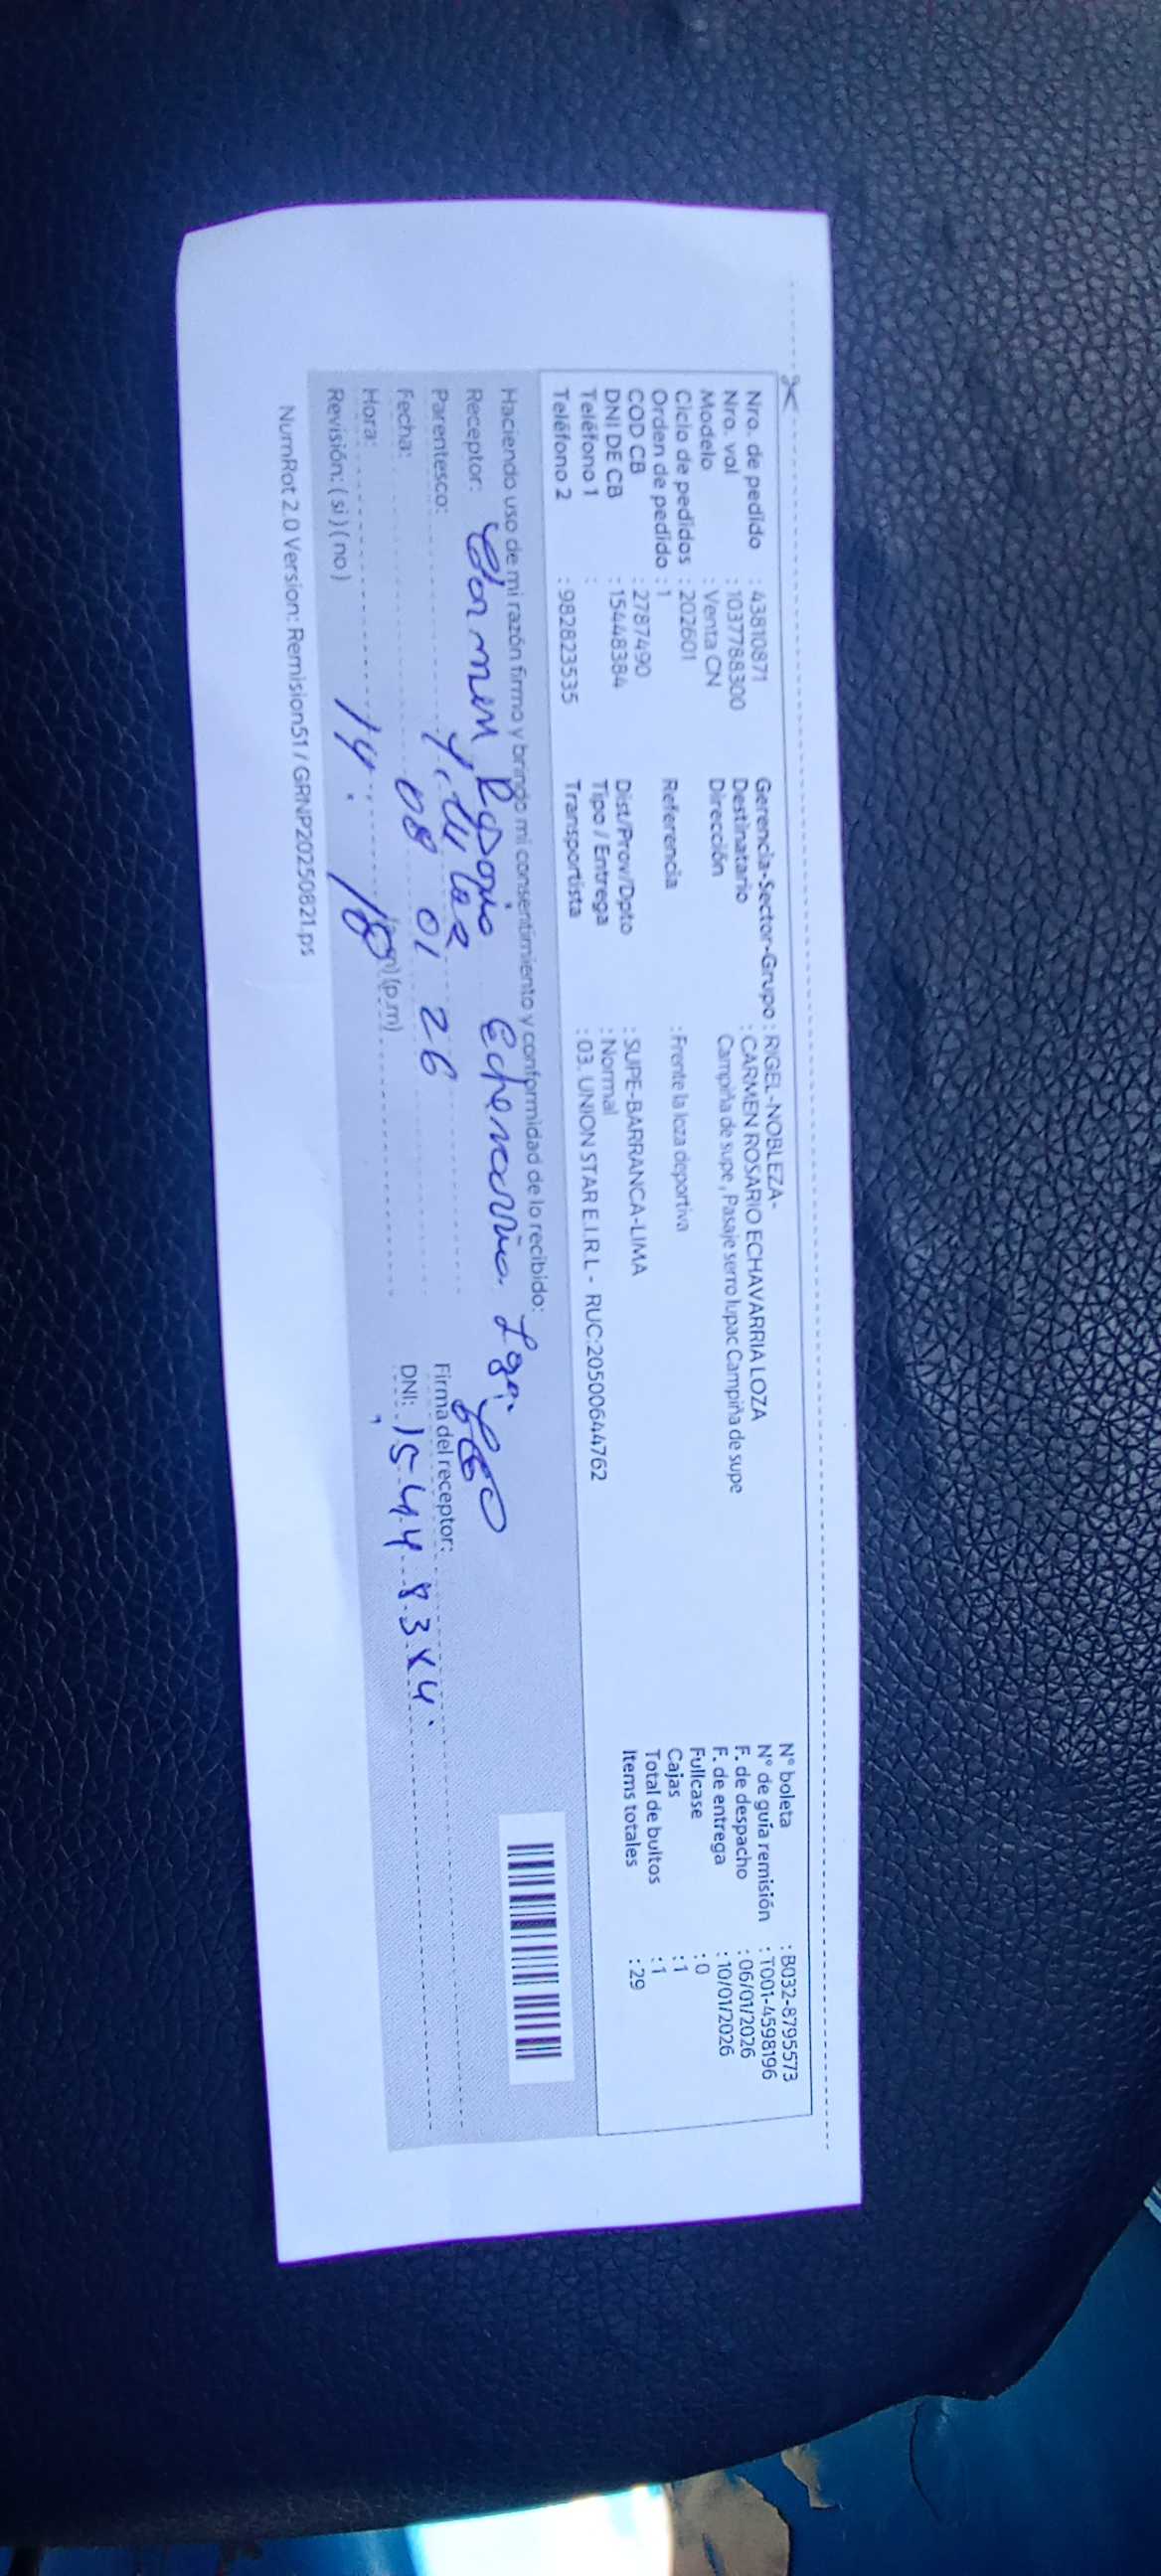 Nro. de pedido : 43810871
Nro. val : 1037788300
Modelo : Venta CN
Ciclo de pedidos : 202601
Orden de pedido : 1
COD CB : 2787490
DNI DE CB : 15448384
Teléfono 1 :
Teléfono 2 : 982823535
Gerencia-Sector-Grupo : RIGEL-NOBLEZA-
Destinatario : CARMEN ROSARIO ECHAVARRIA LOZA
Dirección Campiña de supe, Pasaje serro lupac Campiña de supe
Referencia : Frente la loza deportiva
Dist/Prov/Dpto : SUPE-BARRANCA-LIMA
Tipo / Entrega : Normal
Transportista : 03. UNION STAR E.I.R.L - RUC:20500644762
N° boleta : B032-8795573
N° de guía remisión : T001-4598196
F. de despacho : 06/01/2026
F. de entrega : 10/01/2026
Fullcase : 0
Cajas : 1
Total de bultos : 1
Items totales : 29
Haciendo uso de mi razón firmo y brindo mi consentimiento y conformidad de lo recibido:
Receptor: Carmen Rosario Echavarria Loza
Parentesco: Titular
Fecha: 08 01 26
Hora: 14. (p.m)
Revisión: ( si ) ( no )
Firma del receptor:
DNI: 15448384
NumRot 2.0 Version: Remision51 / GRNP20250821.ps